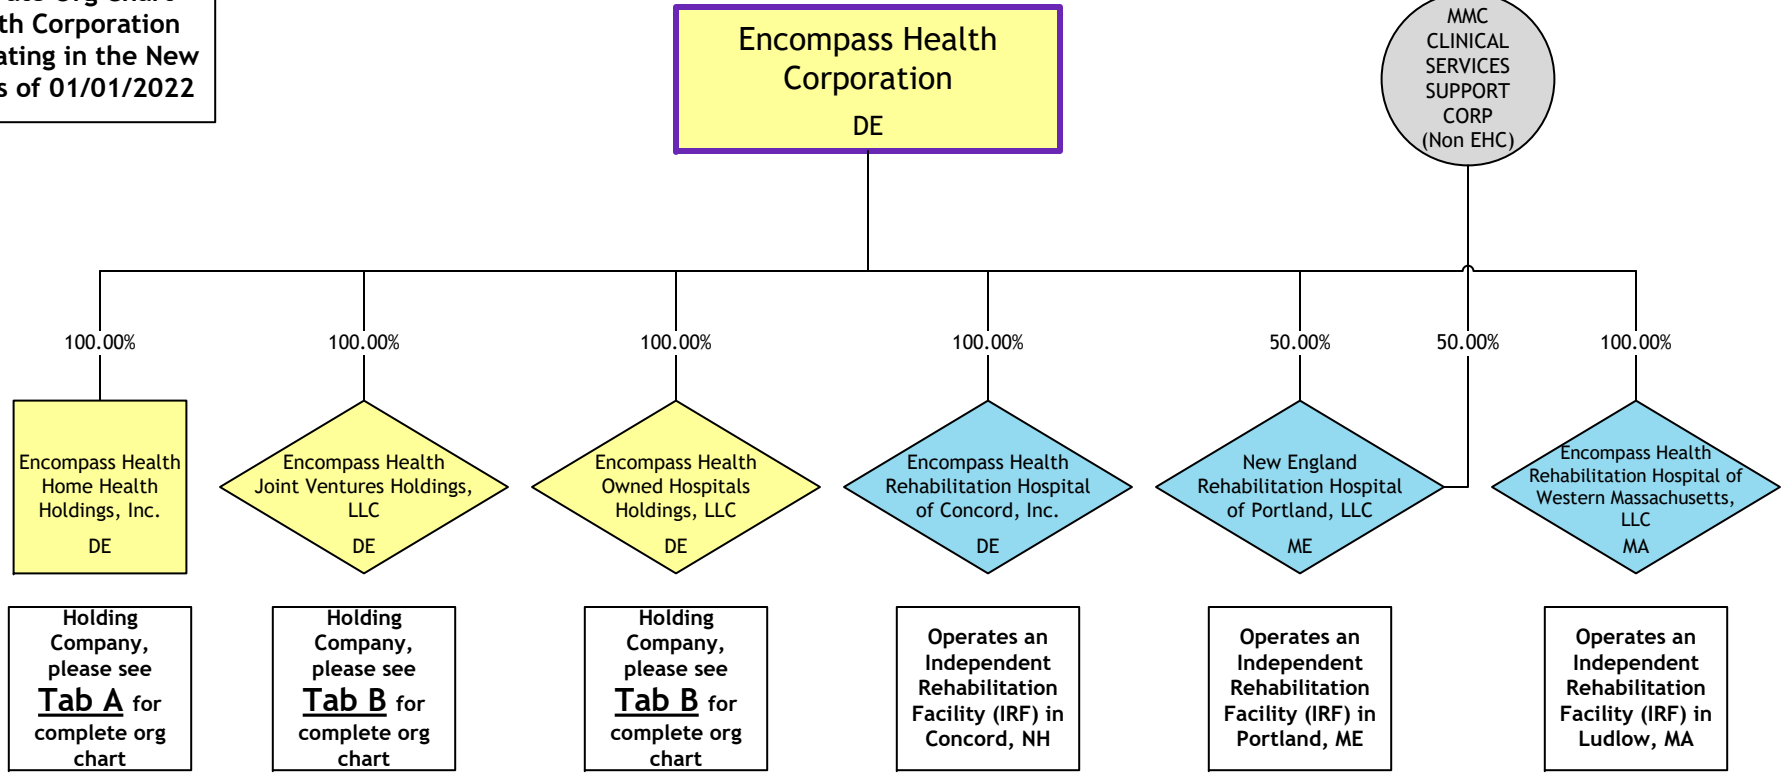 Org Chart
Corporation
in the New
of 01/01/2022
Encompass Health
Corporation
DE
MMC
CLINICAL
SERVICES
SUPPORT
CORP
(Non EHC)
100.00%
100.00%
100.00%
100.00%
50.00%
50.00%
100.00%
Encompass Health
Home Health
Holdings, Inc.
DE
Encompass Health
Joint Ventures Holdings,
LLC
DE
Encompass Health
Owned Hospitals
Holdings, LLC
DE
Encompass Health
Rehabilitation Hospital
of Concord, Inc.
DE
New England
Rehabilitation Hospital
of Portland, LLC
ME
Encompass Health
Rehabilitation Hospital of
Western Massachusetts,
LLC
MA
Holding
Company,
please see
Tab A for
complete org
chart
Holding
Company,
please see
Tab B for
complete org
chart
Holding
Company,
please see
Tab B for
complete org
chart
Operates an
Independent
Rehabilitation
Facility (IRF) in
Concord, NH
Operates an
Independent
Rehabilitation
Facility (IRF) in
Portland, ME
Operates an
Independent
Rehabilitation
Facility (IRF) in
Ludlow, MA